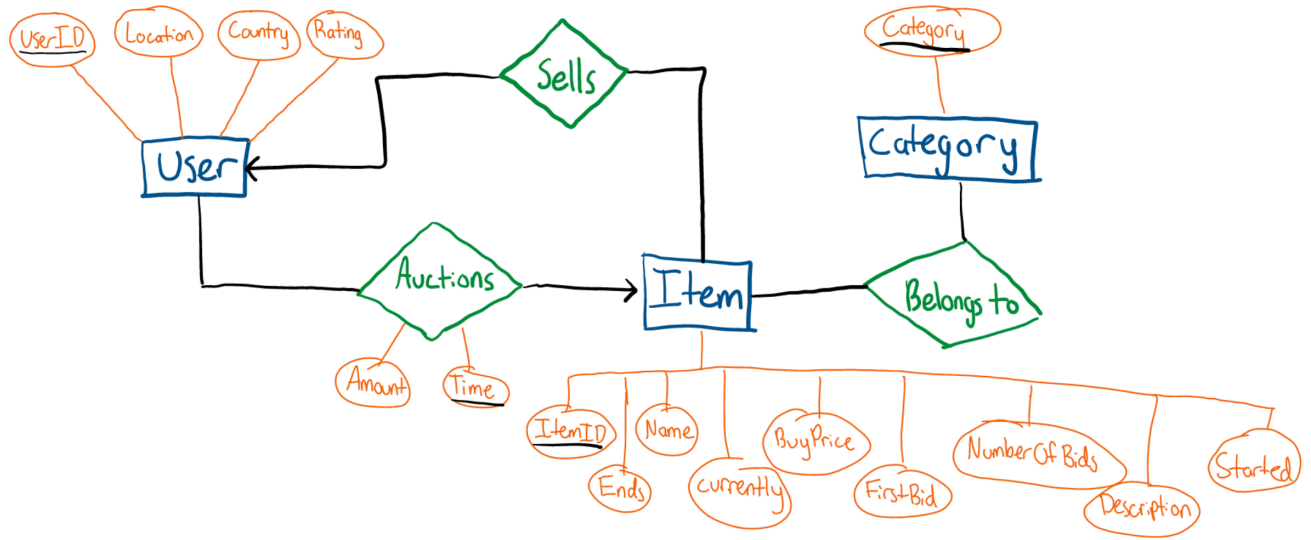 UserID
Location
Country
Rating
Sells
Category
User
Category
Auctions
Item
Belongs to
Amount
Time
ItemID
Name
BuyPrice
NumberOfBids
Started
Ends
Currently
FirstBid
Description